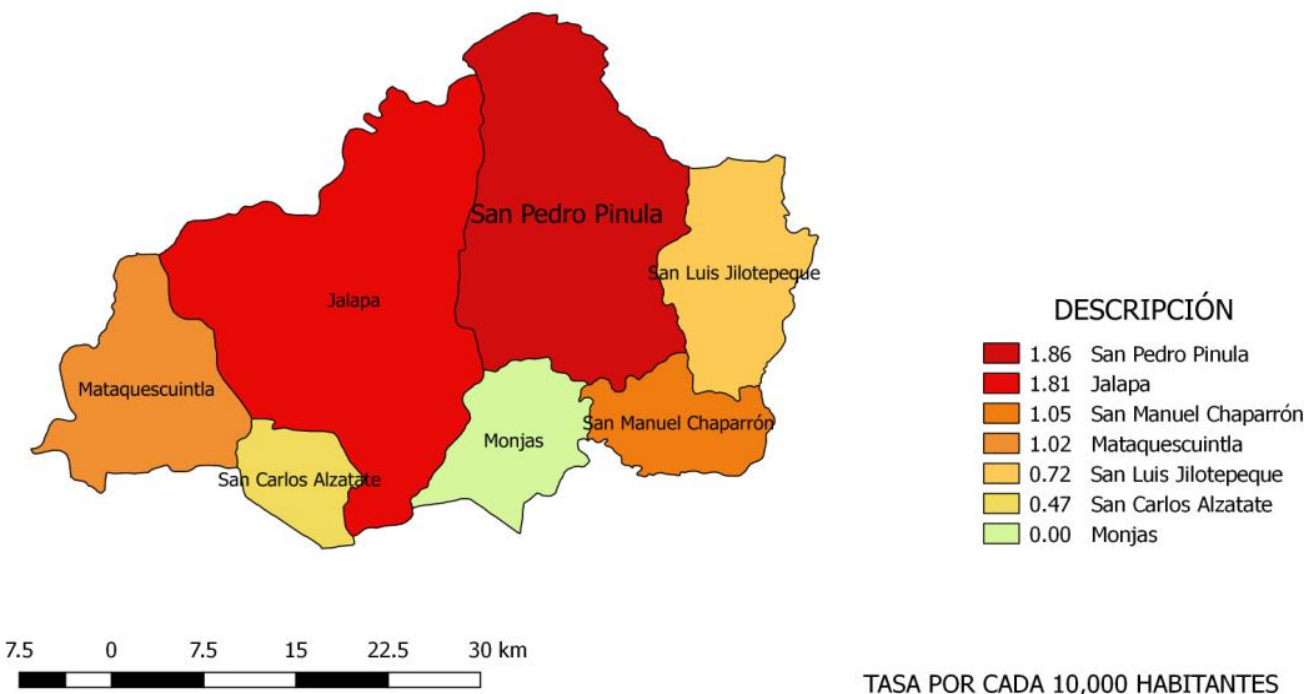 San Pedro Pinula
San Luis Jilotepeque
Jalapa
Mataquescuintla
San Manuel Chaparrón
Monjas
San Carlos Alzatate
DESCRIPCIÓN
1.86 San Pedro Pinula
1.81 Jalapa
1.05 San Manuel Chaparrón
1.02 Mataquescuintla
0.72 San Luis Jilotepeque
0.47 San Carlos Alzatate
0.00 Monjas
7.5 0 7.5 15 22.5 30 km
TASA POR CADA 10,000 HABITANTES